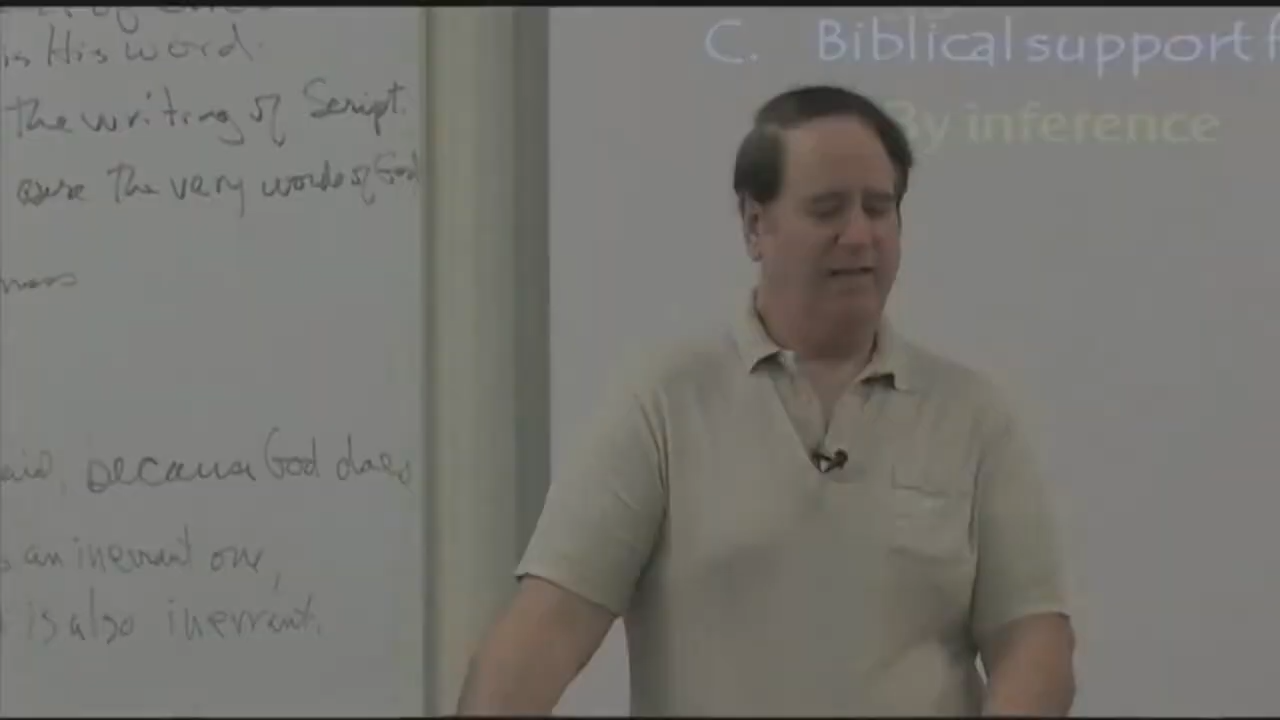 is His word.
the writing of Script.
the very words of God
said, because God does
an inerrant one,
is also inerrant.
C. Biblical support f
By inference